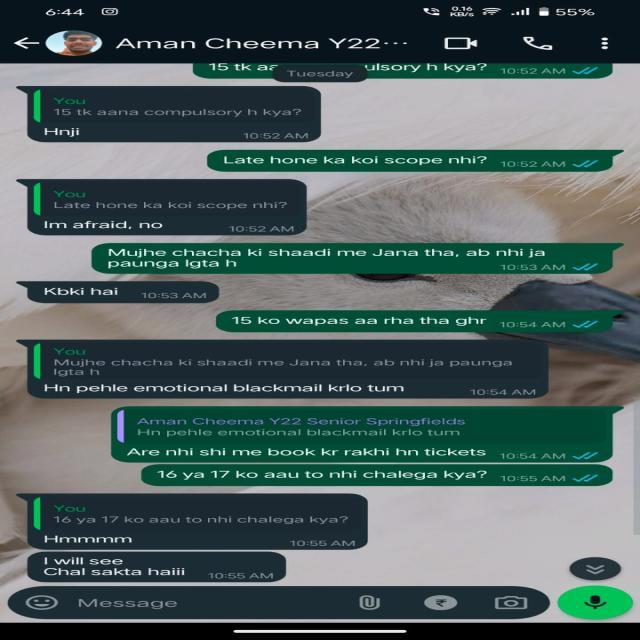 6:44
0.16
KB/s
55%
Aman Cheema Y22...
15 tk aa ulsory h kya? 10:52 AM
Tuesday
You
15 tk aana compulsory h kya?
Hnji 10:52 AM
Late hone ka koi scope nhi? 10:52 AM
You
Late hone ka koi scope nhi?
Im afraid, no 10:52 AM
Mujhe chacha ki shaadi me Jana tha, ab nhi ja
paunga lgta h 10:53 AM
Kbki hai 10:53 AM
15 ko wapas aa rha tha ghr 10:54 AM
You
Mujhe chacha ki shaadi me Jana tha, ab nhi ja paunga
lgta h
Hn pehle emotional blackmail krlo tum 10:54 AM
Aman Cheema Y22 Senior Springfields
Hn pehle emotional blackmail krlo tum
Are nhi shi me book kr rakhi hn tickets 10:54 AM
16 ya 17 ko aau to nhi chalega kya? 10:55 AM
You
16 ya 17 ko aau to nhi chalega kya?
Hmmmm 10:55 AM
I will see
Chal sakta haiii 10:55 AM
Message